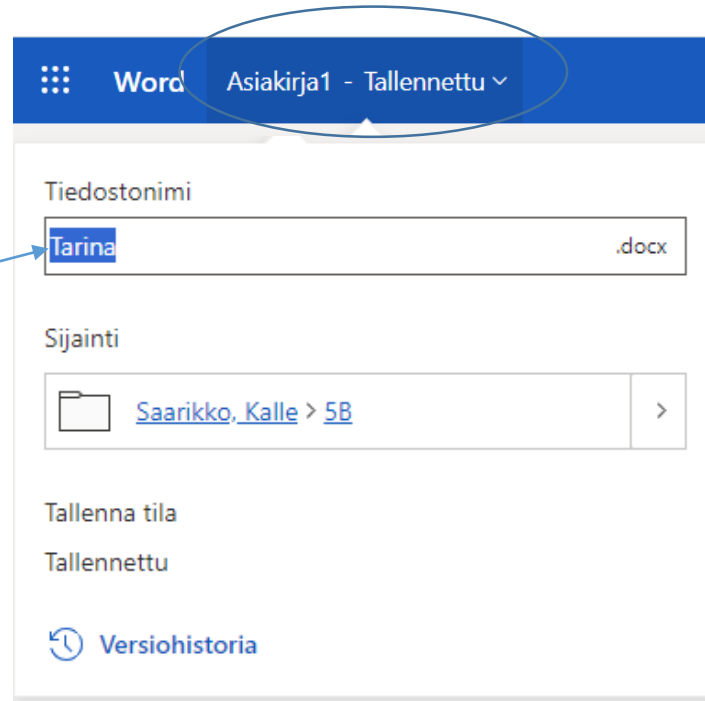 Word Asiakirja1 - Tallennettu
Tiedostonimi
Tarina .docx
Sijainti
Saarikko, Kalle > 5B >
Tallenna tila
Tallennettu
Versiohistoria